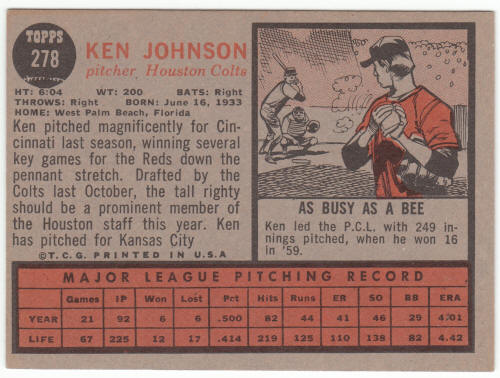 TOPPS
278
KEN JOHNSON
pitcher, Houston Colts
HT: 6:04 WT: 200 BATS: Right
THROWS: Right BORN: June 16, 1933
HOME: West Palm Beach, Florida
Ken pitched magnificently for Cin-
cinnati last season, winning several
key games for the Reds down the
pennant stretch. Drafted by the
Colts last October, the tall righty
should be a prominent member of
the Houston staff this year. Ken
has pitched for Kansas City
©T.C.G. PRINTED IN U.S.A
AS BUSY AS A BEE
Ken led the P.C.L. with 249 in-
nings pitched, when he won 16
in '59.
MAJOR LEAGUE PITCHING RECORD
Games IP Won Lost Pct Hits Runs ER SO BB ERA
YEAR 21 92 6 6 .500 82 44 41 46 29 4.01
LIFE 67 225 12 17 .414 219 125 110 138 82 4.42